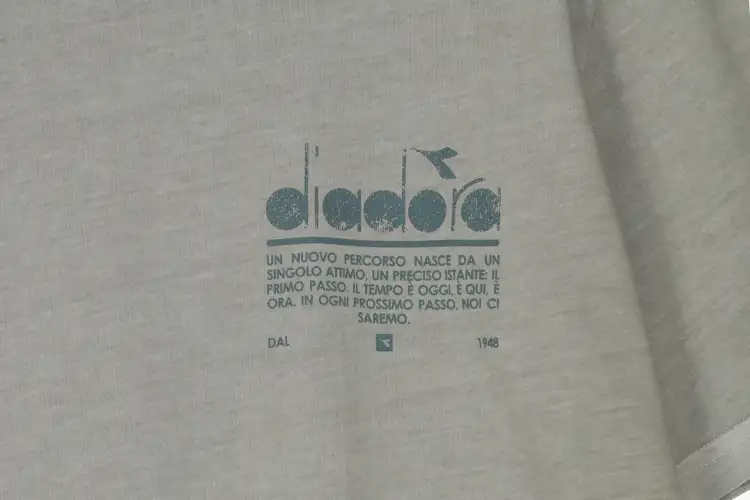 diadora
UN NUOVO PERCORSO NASCE DA UN
SINGOLO ATTIMO, UN PRECISO ISTANTE: IL
PRIMO PASSO. IL TEMPO È OGGI, È QUI, È
ORA. IN OGNI PROSSIMO PASSO, NOI CI
SAREMO.
DAL 1948